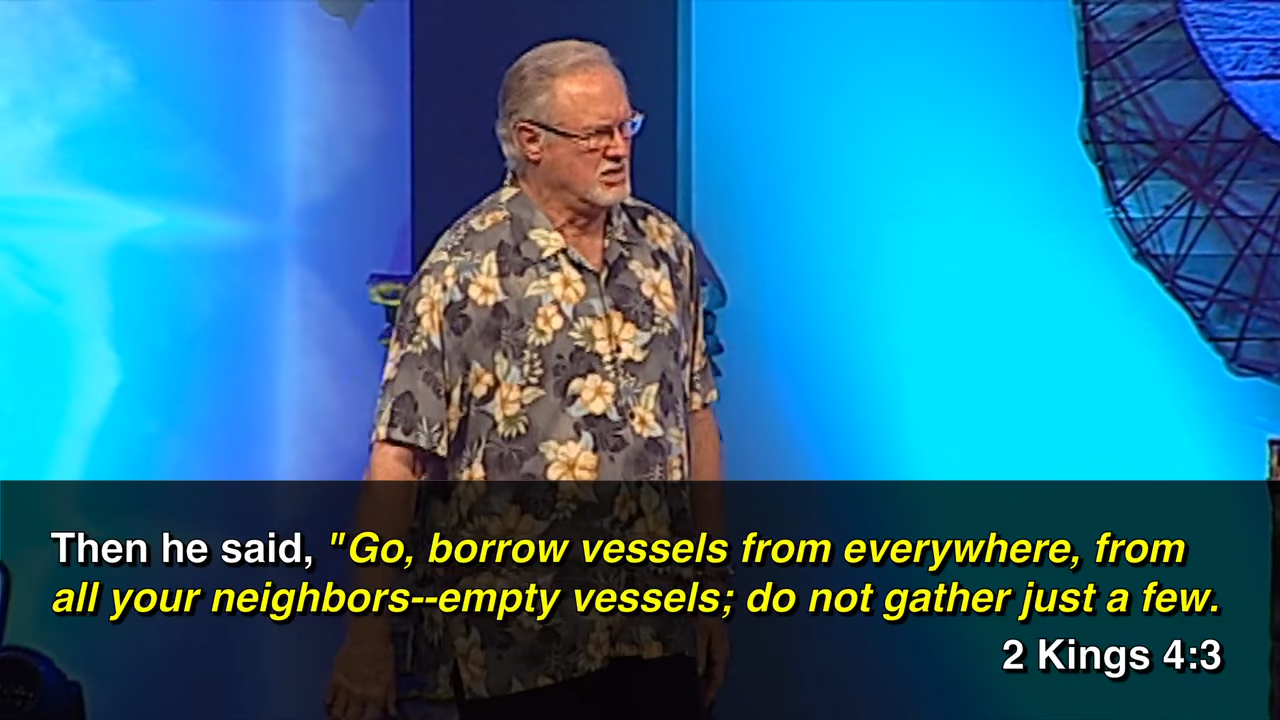 Then he said, "Go, borrow vessels from everywhere, from
all your neighbors--empty vessels; do not gather just a few.
2 Kings 4:3